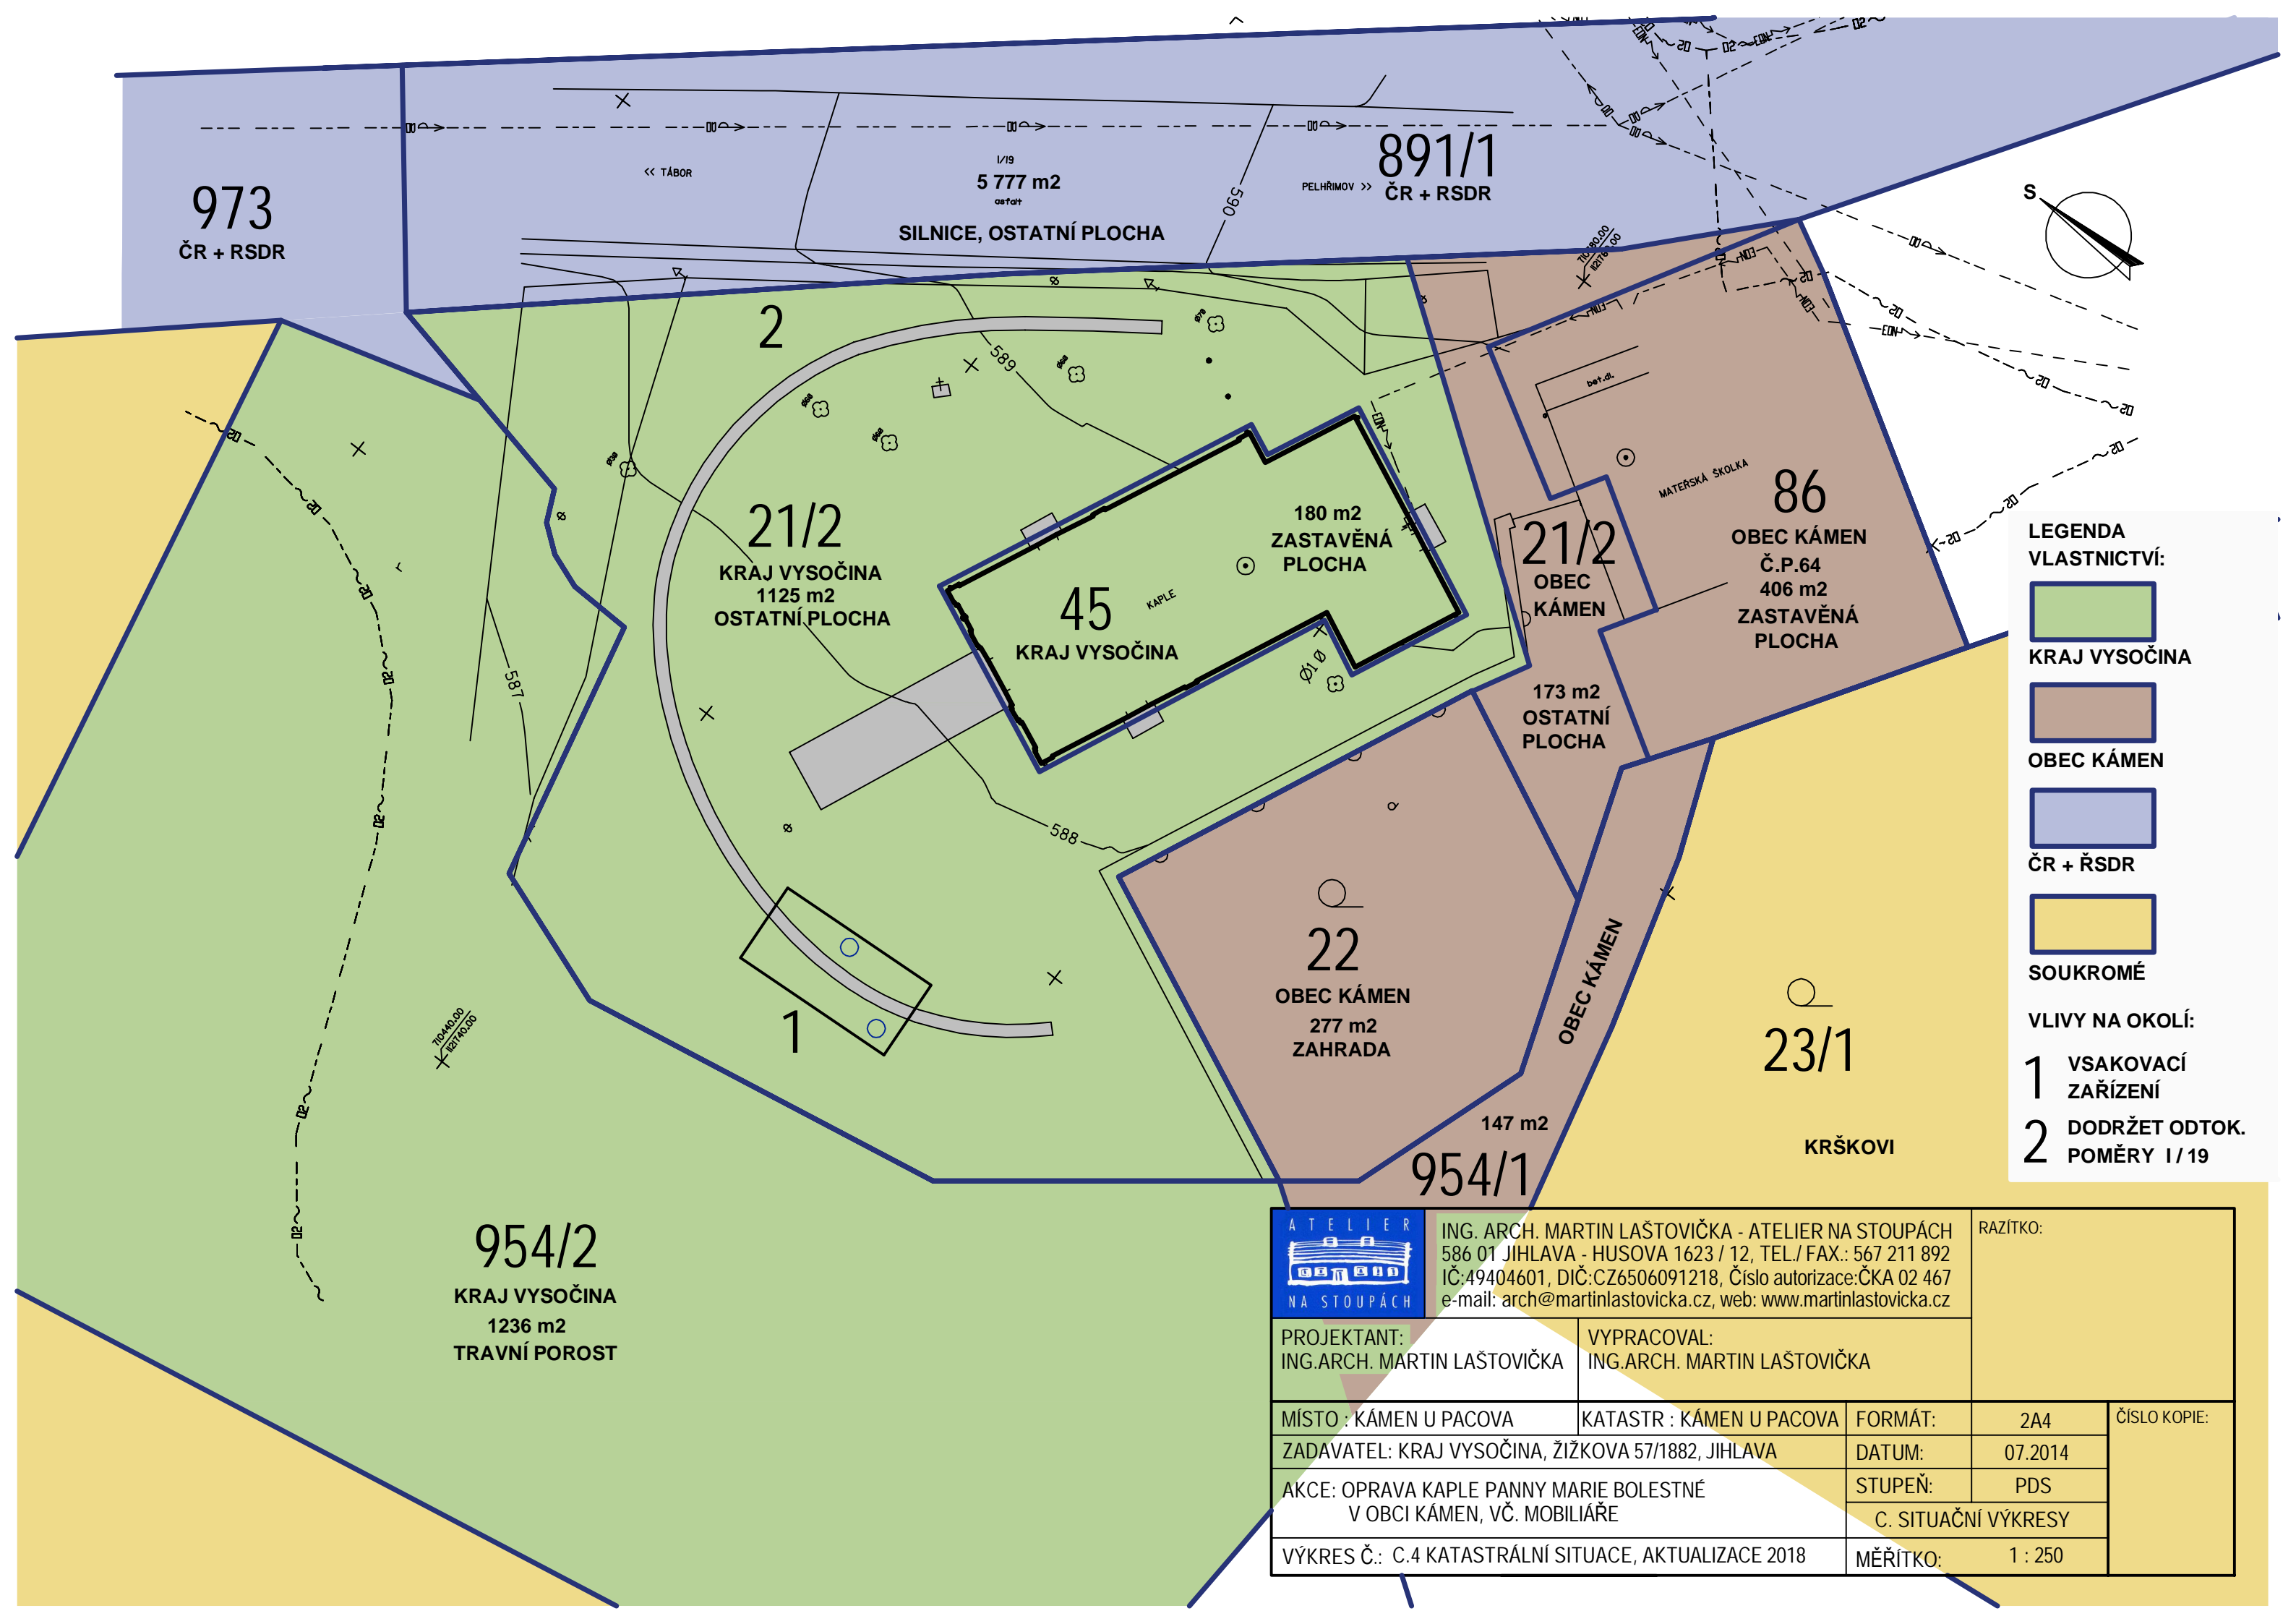 973
ČR + RSDR
<< TÁBOR
I/19
5 777 m2
asfalt
SILNICE, OSTATNÍ PLOCHA
590
PELHŘIMOV >>
891/1
ČR + RSDR
S
2
589
21/2
KRAJ VYSOČINA
1125 m2
OSTATNÍ PLOCHA
180 m2
ZASTAVĚNÁ
PLOCHA
45
KAPLE
KRAJ VYSOČINA
bet.dl.
MATEŘSKÁ ŠKOLKA
21/2
OBEC
KÁMEN
173 m2
OSTATNÍ
PLOCHA
86
OBEC KÁMEN
Č.P.64
406 m2
ZASTAVĚNÁ
PLOCHA
587
588
1
22
OBEC KÁMEN
277 m2
ZAHRADA
OBEC KÁMEN
147 m2
954/1
23/1
KRŠKOVI
710440.00
1121740.00
954/2
KRAJ VYSOČINA
1236 m2
TRAVNÍ POROST
LEGENDA
VLASTNICTVÍ:
KRAJ VYSOČINA
OBEC KÁMEN
ČR + ŘSDR
SOUKROMÉ
VLIVY NA OKOLÍ:
1 VSAKOVACÍ
ZAŘÍZENÍ
2 DODRŽET ODTOK.
POMĚRY I / 19
ATELIER
NA STOUPÁCH
ING. ARCH. MARTIN LAŠTOVIČKA - ATELIER NA STOUPÁCH
586 01 JIHLAVA - HUSOVA 1623 / 12, TEL./ FAX.: 567 211 892
IČ:49404601, DIČ:CZ6506091218, Číslo autorizace:ČKA 02 467
e-mail: arch@martinlastovicka.cz, web: www.martinlastovicka.cz
RAZÍTKO:
PROJEKTANT:
ING.ARCH. MARTIN LAŠTOVIČKA
VYPRACOVAL:
ING.ARCH. MARTIN LAŠTOVIČKA
MÍSTO : KÁMEN U PACOVA
KATASTR : KÁMEN U PACOVA
FORMÁT: 2A4
ČÍSLO KOPIE:
ZADAVATEL: KRAJ VYSOČINA, ŽIŽKOVA 57/1882, JIHLAVA
DATUM: 07.2014
AKCE: OPRAVA KAPLE PANNY MARIE BOLESTNÉ
V OBCI KÁMEN, VČ. MOBILIÁŘE
STUPEŇ: PDS
C. SITUAČNÍ VÝKRESY
VÝKRES Č.: C.4 KATASTRÁLNÍ SITUACE, AKTUALIZACE 2018
MĚŘÍTKO: 1 : 250